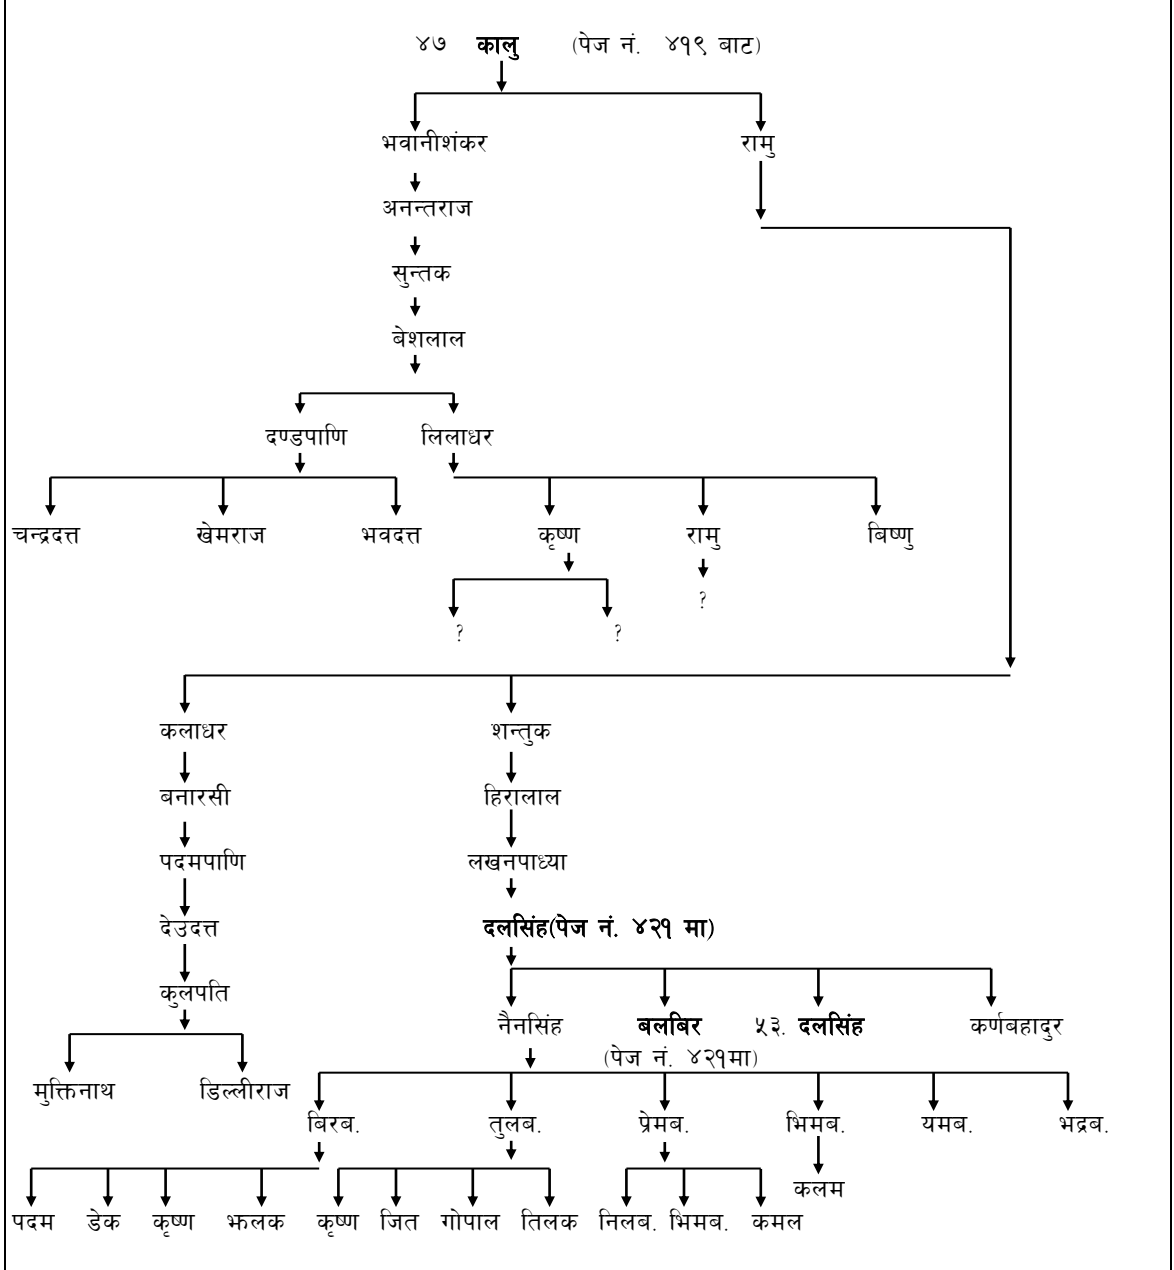 ४७ कालु (पेज नं. ४१९ बाट)
भवानीशंकर रामु
अनन्तराज
सुन्तक
बेशलाल
दण्डपाणि लिलाधर
चन्द्रदत्त खेमराज भवदत्त कृष्ण रामु बिष्णु
?
? ?
कलाधर शन्तुक
बनारसी हिरालाल
पदमपाणि लखनपाध्या
देउदत्त दलसिंह(पेज नं. ४२१ मा)
कुलपति
नैनसिंह बलबिर ५३. दलसिंह कर्णबहादुर
(पेज नं. ४२१मा)
मुक्तिनाथ डिल्लीराज
बिरब. तुलब. प्रेमब. भिमब. यमब. भद्रब.
कलम
पदम डेक कृष्ण झलक कृष्ण जित गोपाल तिलक निलब. भिमब. कमल